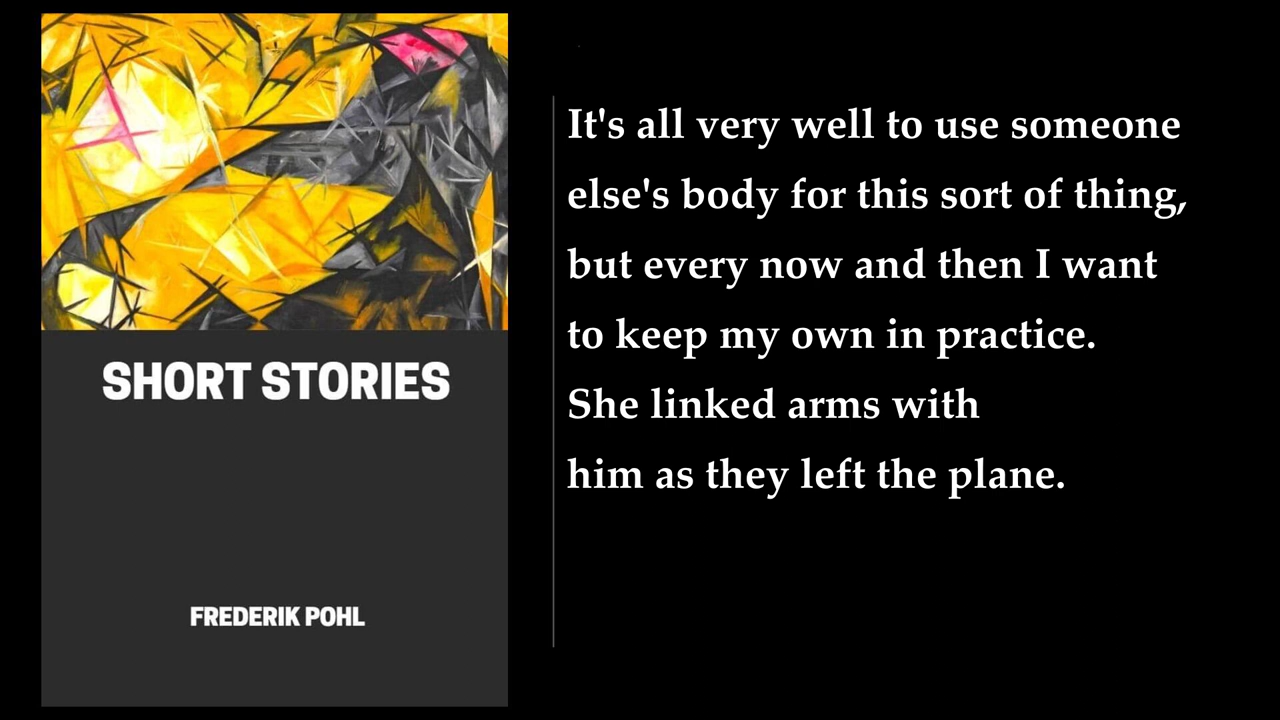 SHORT STORIES
FREDERIK POHL
It's all very well to use someone
else's body for this sort of thing,
but every now and then I want
to keep my own in practice.
She linked arms with
him as they left the plane.